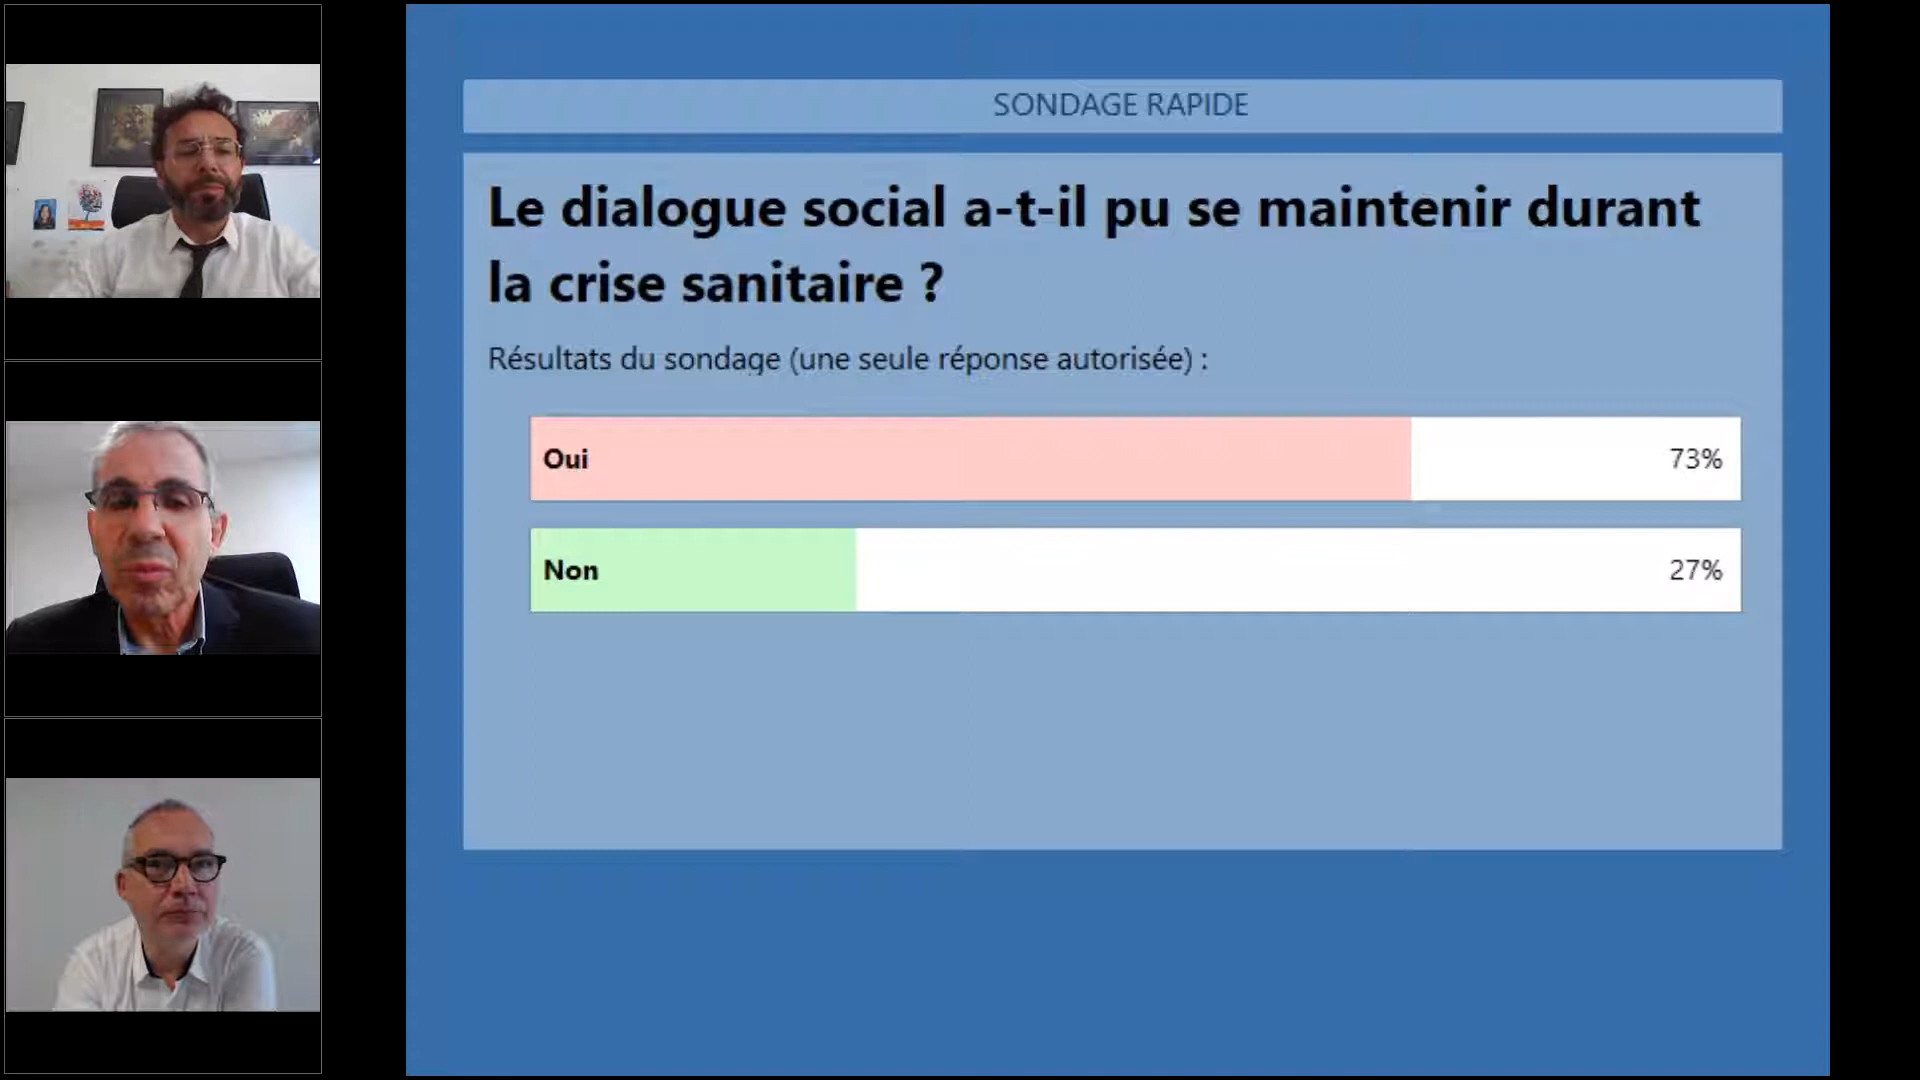 SONDAGE RAPIDE
Le dialogue social a-t-il pu se maintenir durant
la crise sanitaire ?
Résultats du sondage (une seule réponse autorisée) :
Oui 73%
Non 27%